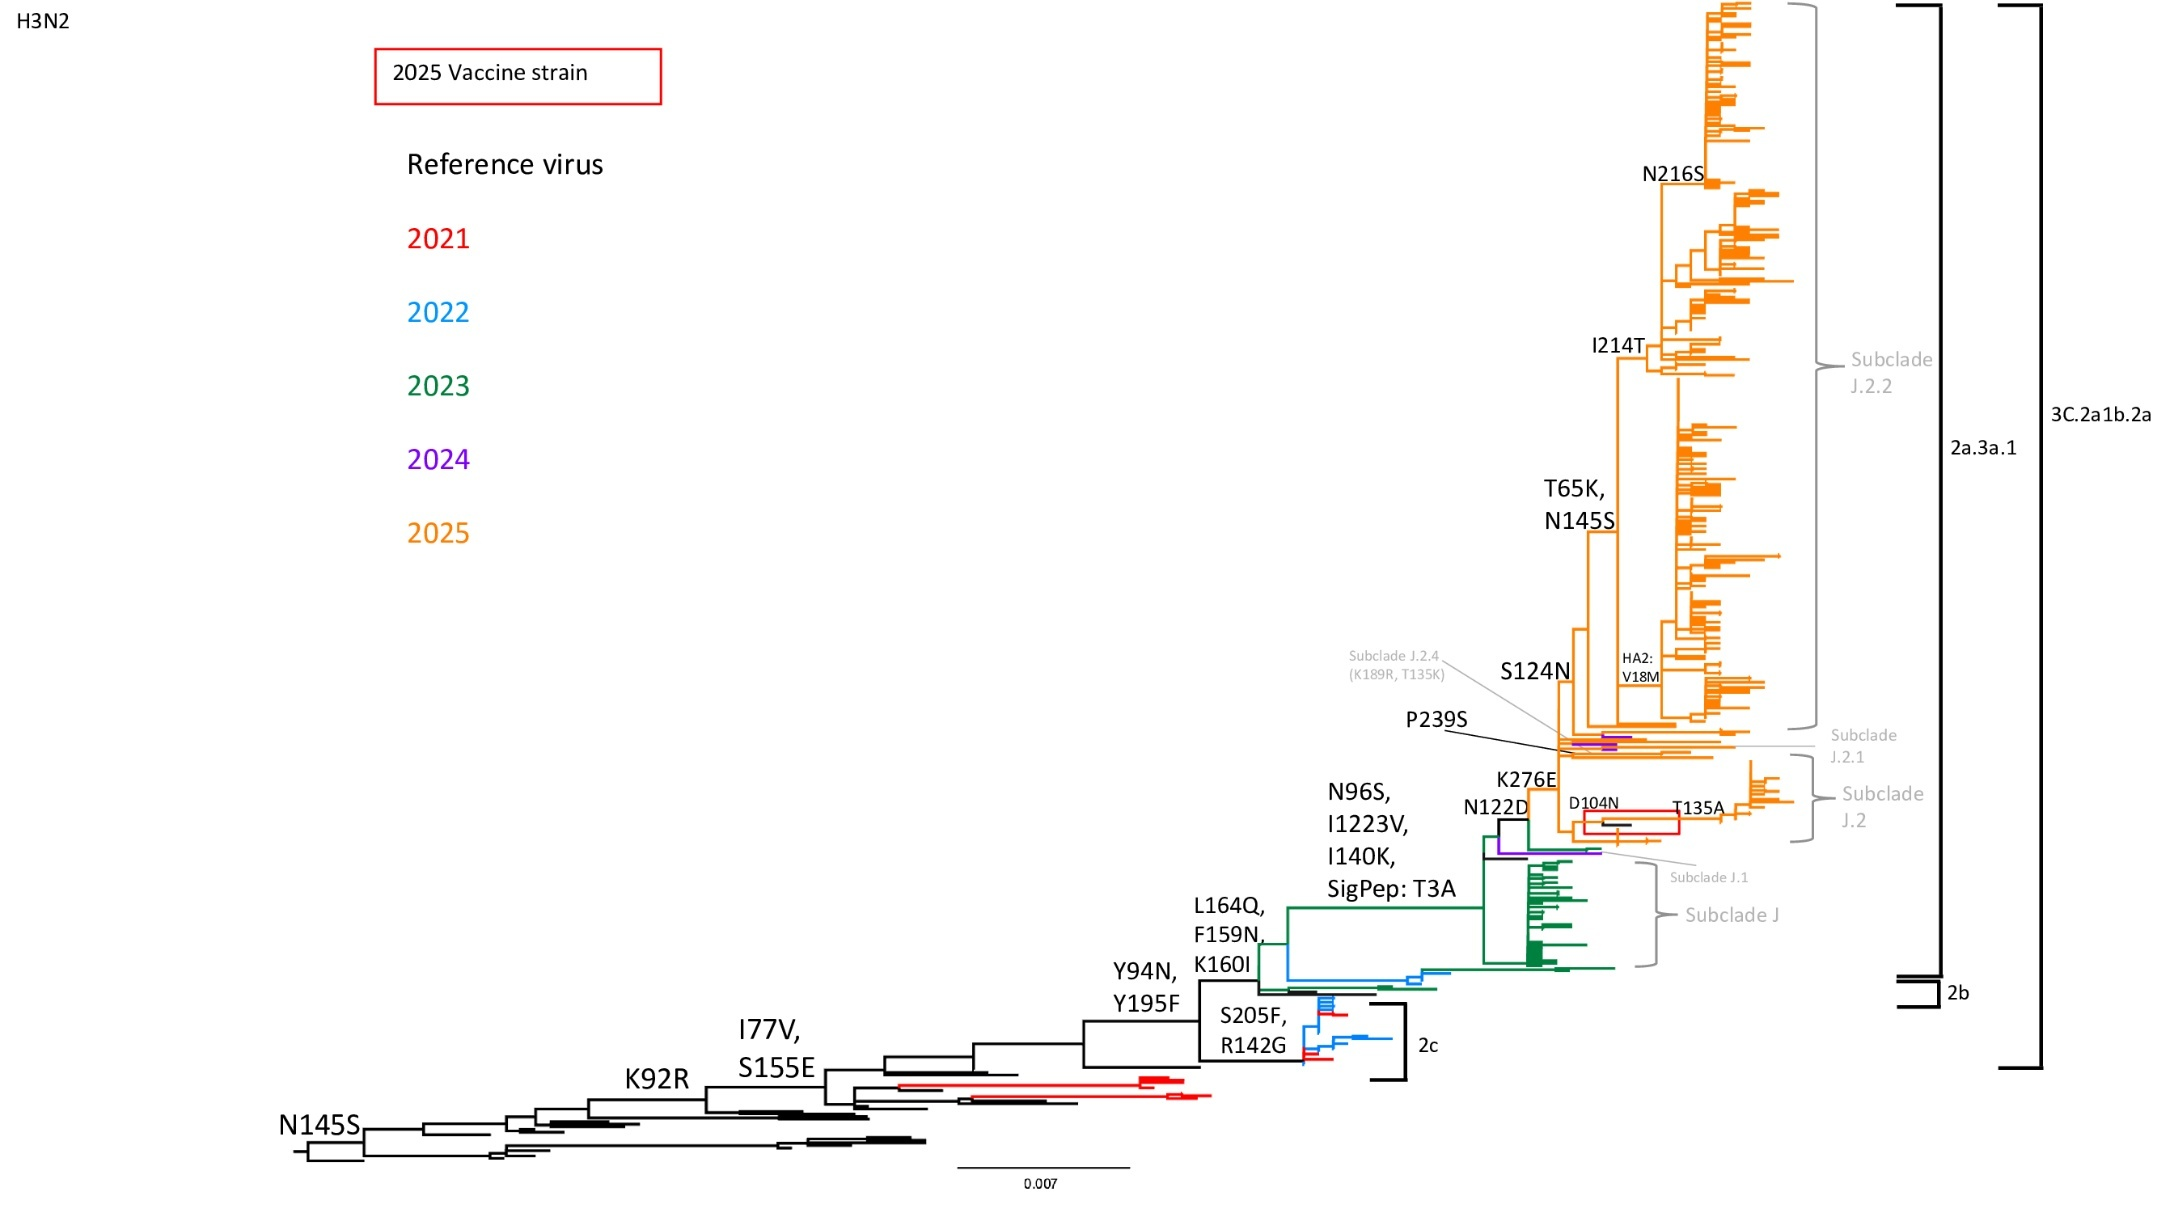 H3N2
2025 Vaccine strain
Reference virus
2021
2022
2023
2024
2025
N216S
I214T
Subclade
J.2.2
3C.2a1b.2a
2a.3a.1
T65K,
N145S
Subclade J.2.4
(K189R, T135K)
S124N
HA2:
V18M
P239S
Subclade
J.2.1
K276E
N122D
D104N
T135A
Subclade
J.2
N96S,
I1223V,
I140K,
SigPep: T3A
Subclade J.1
Subclade J
L164Q,
F159N,
K160I
Y94N,
Y195F
2b
S205F,
R142G
2c
I77V,
S155E
K92R
N145S
0.007